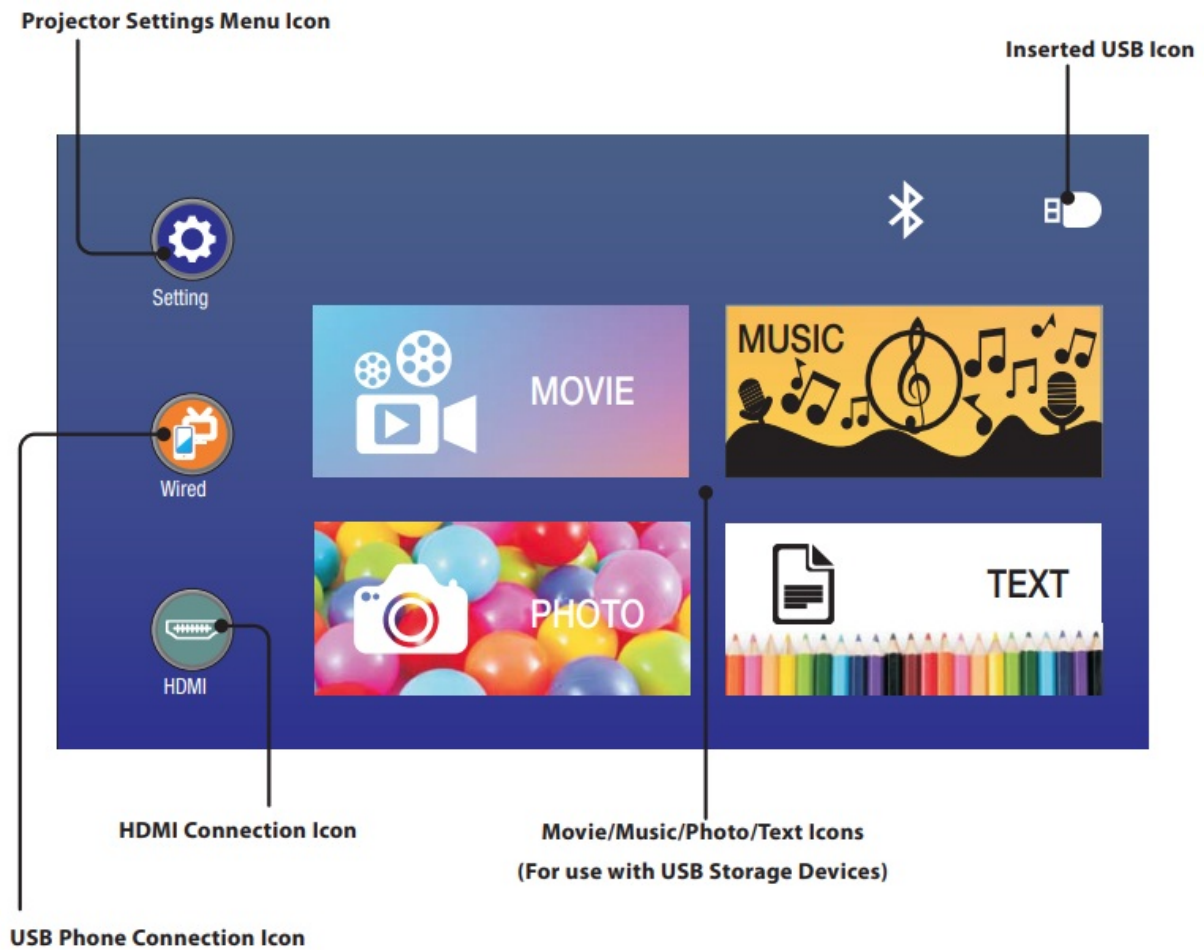 Projector Settings Menu Icon
Inserted USB Icon
Setting
MOVIE
MUSIC
Wired
PHOTO
TEXT
HDMI
HDMI Connection Icon
Movie/Music/Photo/Text Icons
(For use with USB Storage Devices)
USB Phone Connection Icon